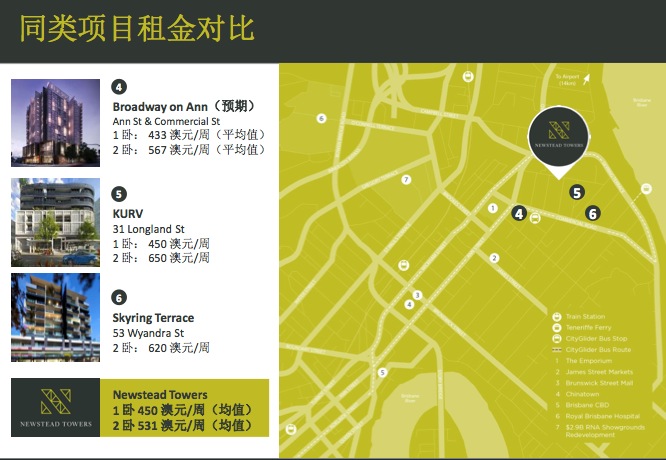 同类项目租金对比
4
Broadway on Ann（预期）
Ann St & Commercial St
1 卧： 433 澳元/周（平均值）
2 卧： 567 澳元/周（平均值）
5
KURV
31 Longland St
1 卧： 450 澳元/周
2 卧： 650 澳元/周
6
Skyring Terrace
53 Wyandra St
2 卧： 620 澳元/周
NEWSTEAD TOWERS
Newstead Towers
1 卧 450 澳元/周（均值）
2 卧 531 澳元/周（均值）
To Airport
(14km)
Brisbane
River
6
NEWSTEAD TOWERS
7
5
1
4
6
2
3
4
5
Brisbane
River
Train Station
Teneriffe Ferry
CityGlider Bus Stop
CityGlider Bus Route
1 The Emporium
2 James Street Markets
3 Brunswick Street Mall
4 Chinatown
5 Brisbane CBD
6 Royal Brisbane Hospital
7 $2.9B RNA Showgrounds
Redevelopment